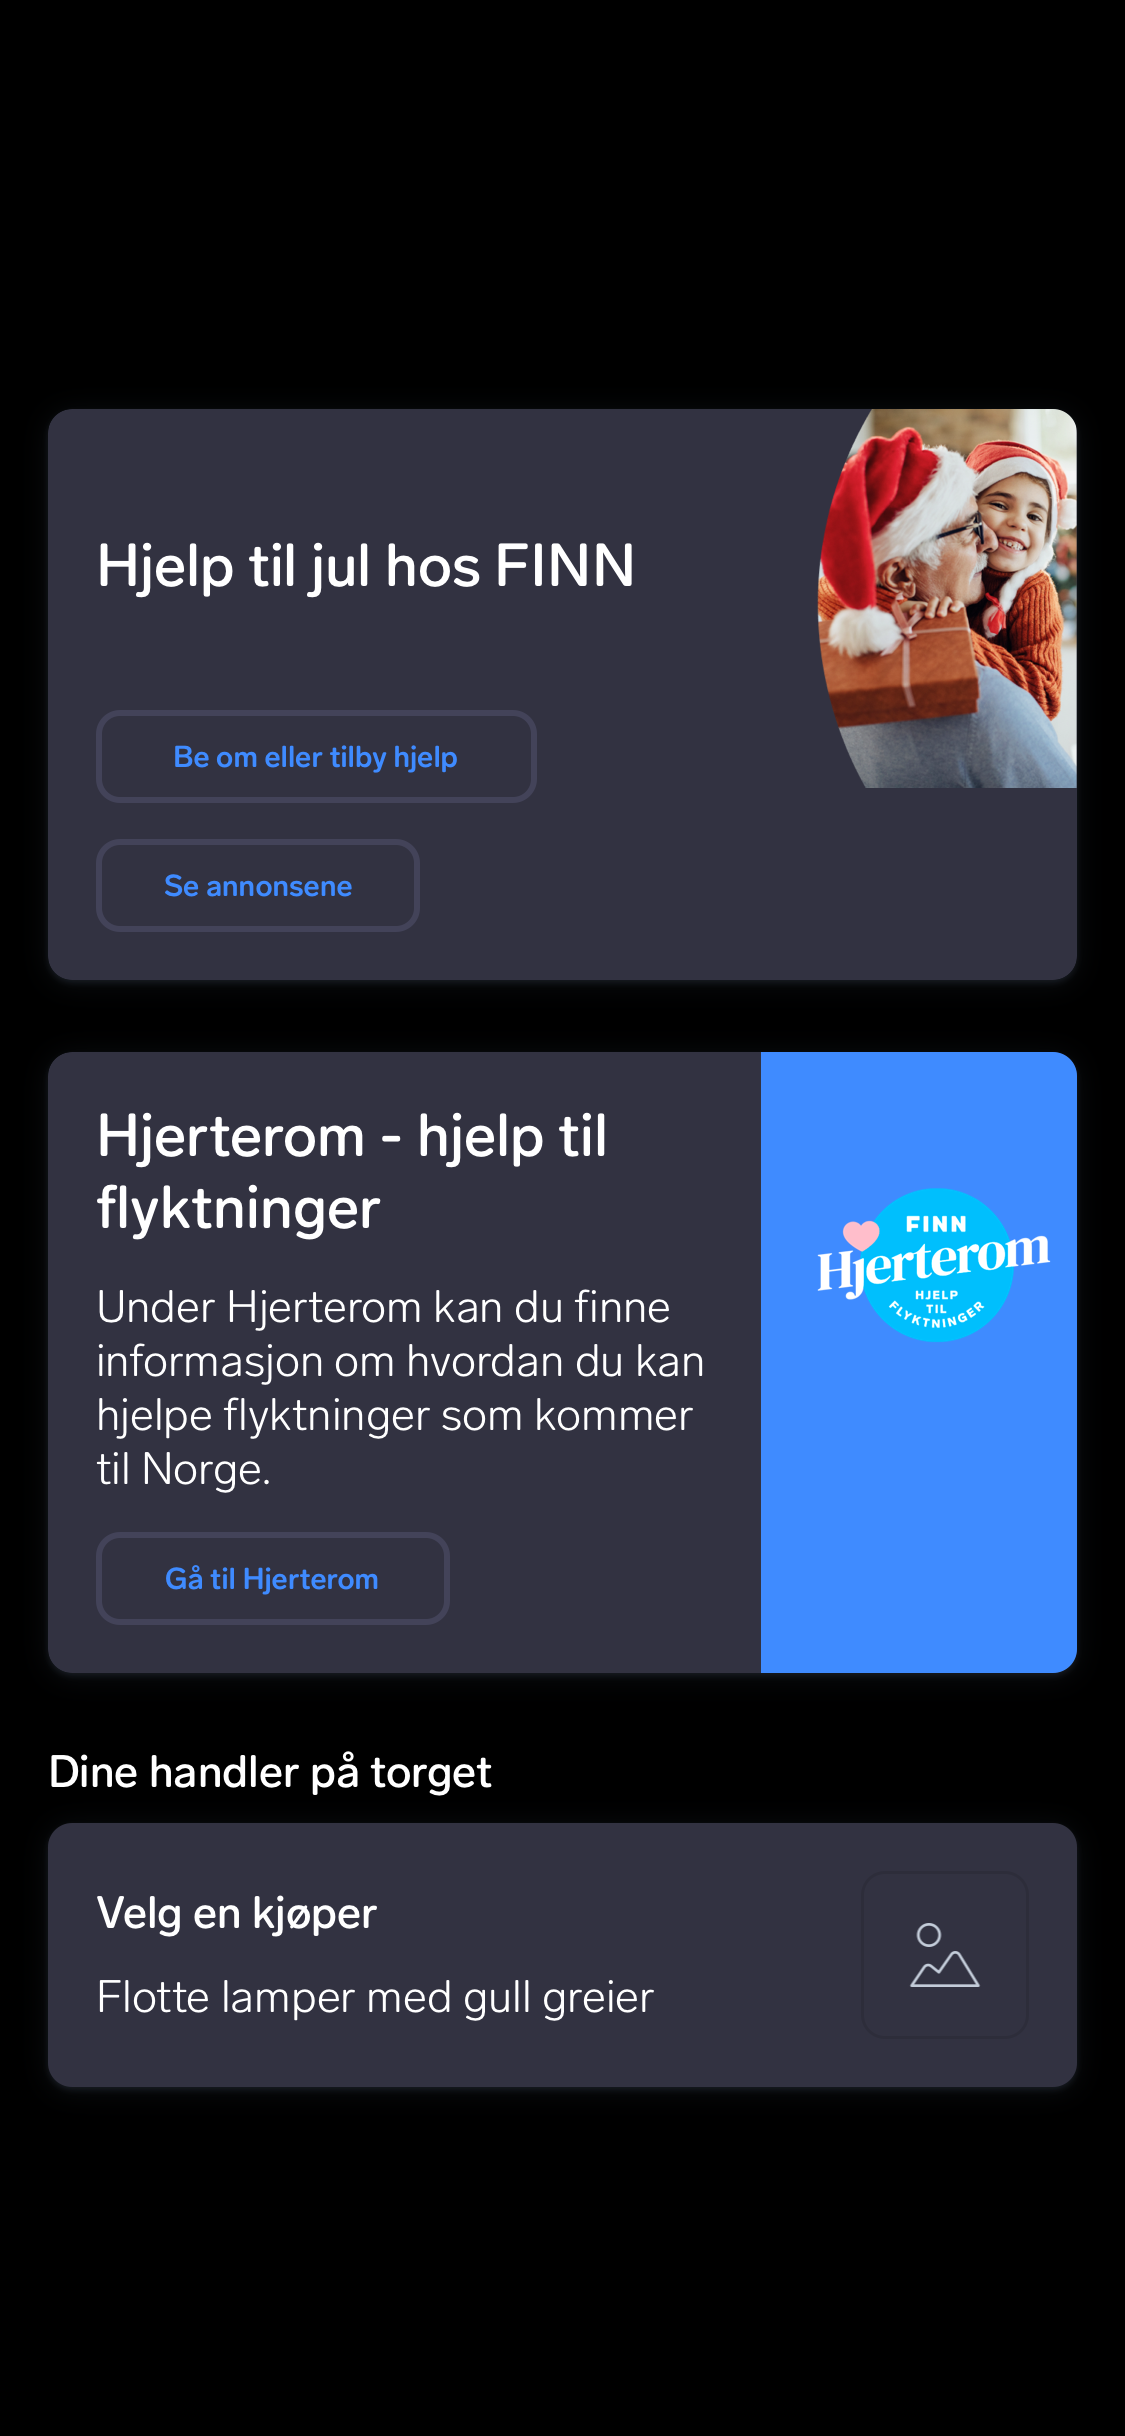 Hjelp til jul hos FINN
Be om eller tilby hjelp
Se annonsene
Hjerterom - hjelp til
flyktninger
Under Hjerterom kan du finne
informasjon om hvordan du kan
hjelpe flyktninger som kommer
til Norge.
Gå til Hjerterom
FINN
Hjerterom
HJELP
TIL
FLYKTNINGER
Dine handler på torget
Velg en kjøper
Flotte lamper med gull greier